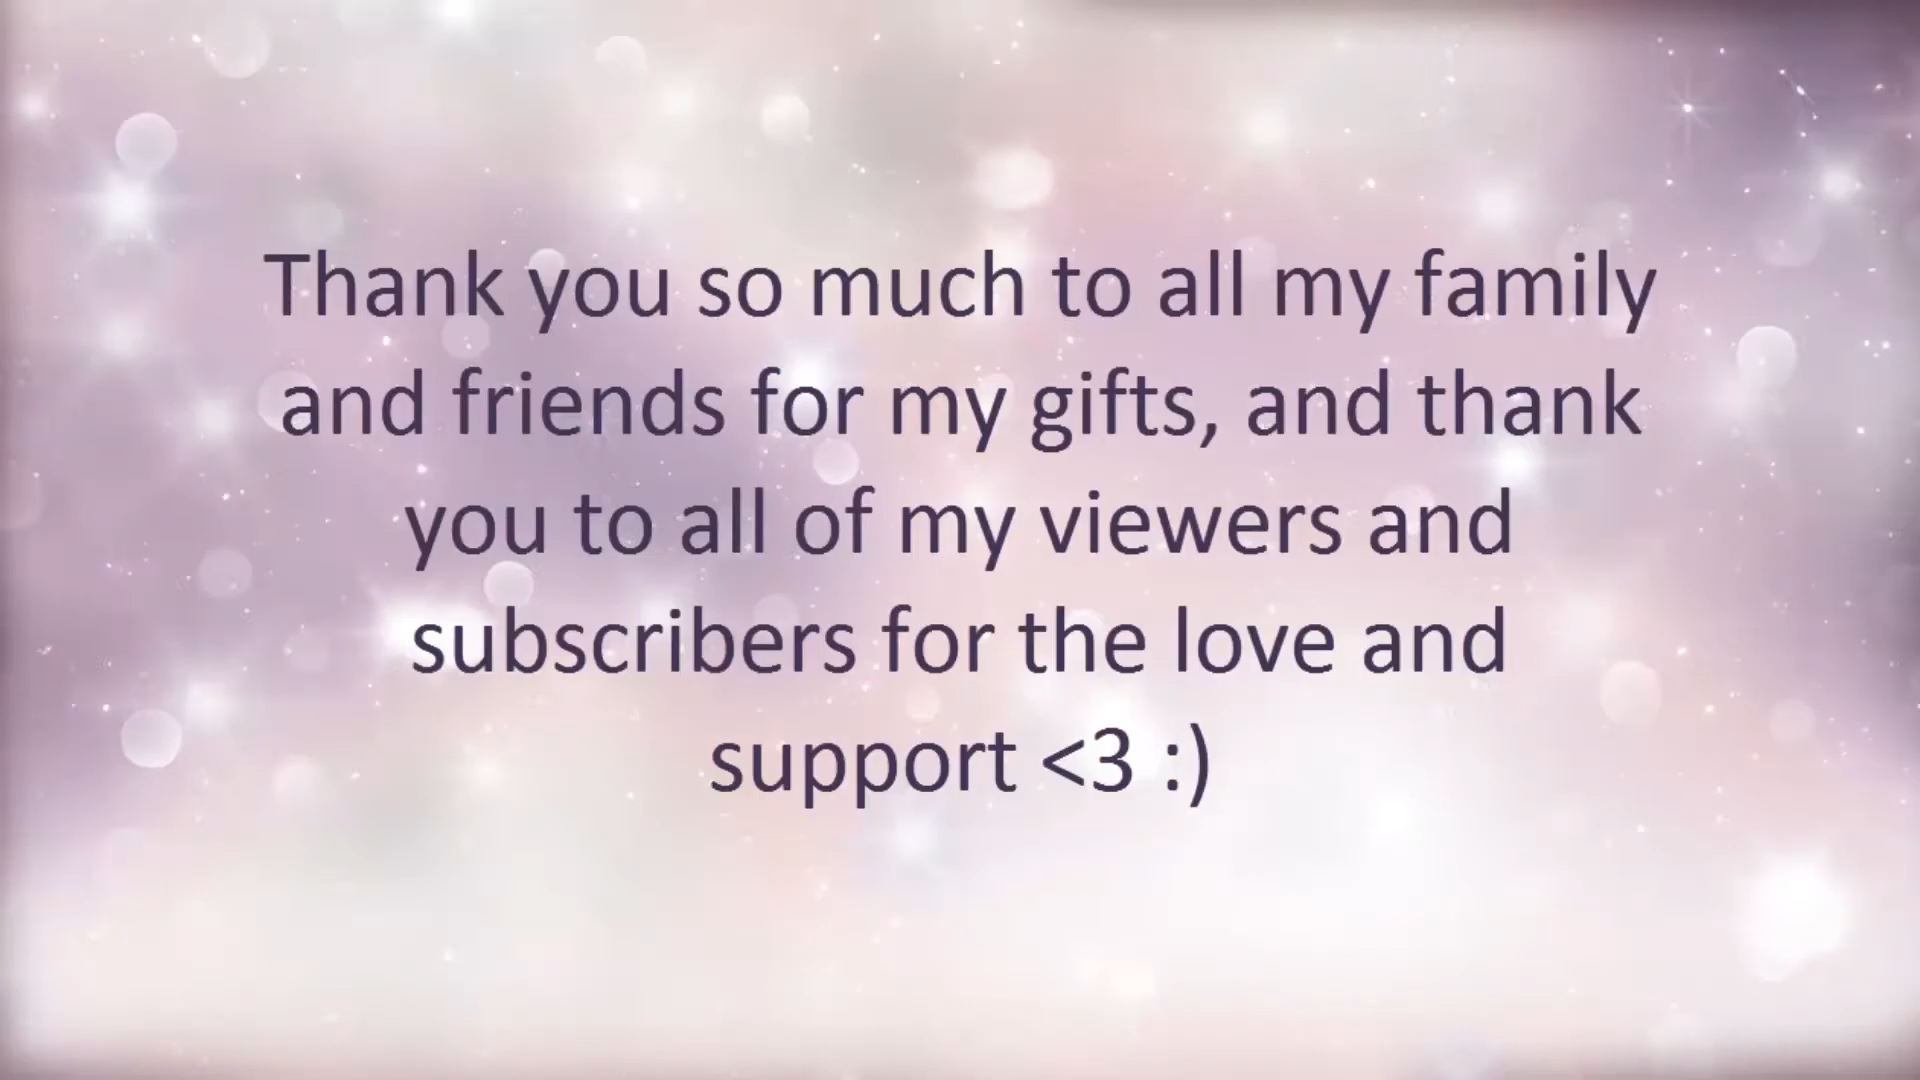 Thank you so much to all my family
and friends for my gifts, and thank
you to all of my viewers and
subscribers for the love and
support <3 :)